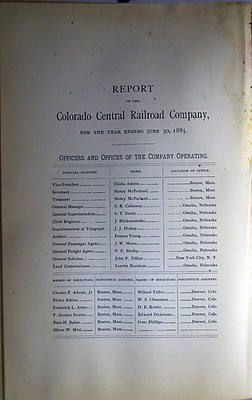 REPORT
OF THE
Colorado Central Railroad Company,
FOR THE YEAR ENDING JUNE 30, 1885.
OFFICERS AND OFFICES OF THE COMPANY OPERATING.
OFFICIAL POSITION. NAME. LOCATION OF OFFICE.
Vice-President Elisha Atkins Boston, Mass.
Secretary Henry McFarland Boston, Mass.
Treasurer Henry McFarland Boston, Mass.
General Manager S. R. Callaway Omaha, Nebraska
General Superintendent S. T. Smith Omaha, Nebraska
Chief Engineer J. Blickensderfer Omaha, Nebraska
Superintendent of Telegraph J. J. Dickey Omaha, Nebraska
Auditor Erastus Young Omaha, Nebraska
General Passenger Agent J. W. Morse Omaha, Nebraska
General Freight Agent P. P. Shelby Omaha, Nebraska
General Solicitor John F. Dillon New York City, N. Y.
Land Commissioner Leavitt Burnham Omaha, Nebraska
NAMES OF DIRECTORS. POSTOFFICE ADDRESS. NAMES OF DIRECTORS. POSTOFFICE ADDRESS.
Charles F. Adams, Jr. Boston, Mass. Willard Teller Denver, Colo.
Elisha Atkins Boston, Mass. W. S. Cheesman Denver, Colo.
Frederick L. Ames Boston, Mass. D. B. Keeler Denver, Colo.
F. Gordon Dexter Boston, Mass. Edward Dickinson Denver, Colo.
Ezra H. Baker Boston, Mass. Isaac Phillips Denver, Colo.
Oliver W. Mink Boston, Mass.